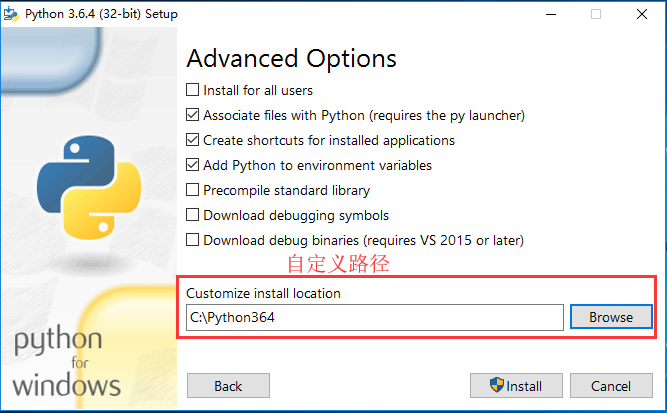 Python 3.6.4 (32-bit) Setup
Advanced Options
Install for all users
Associate files with Python (requires the py launcher)
Create shortcuts for installed applications
Add Python to environment variables
Precompile standard library
Download debugging symbols
Download debug binaries (requires VS 2015 or later)
自定义路径
Customize install location
C:\Python364
Browse
python
for
windows
Back
Install
Cancel